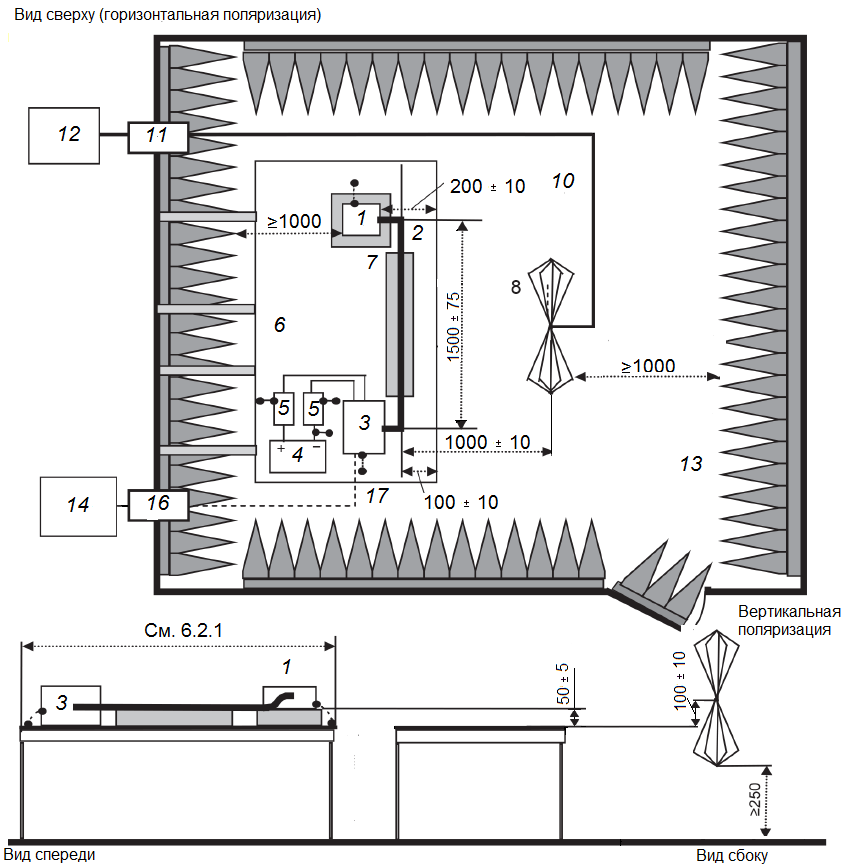 Вид сверху (горизонтальная поляризация)
12
11
200 ± 10
10
1
≥1000
2
7
8
6
1500 ± 75
≥1000
5
5
3
+
−
4
1000 ± 10
13
14
16
17
100 ± 10
Вертикальная
поляризация
См. 6.2.1
3
1
50 ± 5
100 ± 10
≥250
Вид спереди
Вид сбоку